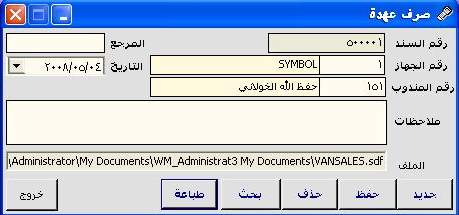 صرف عهدة
رقم السند ٥٠٠٠٠١ المرجع
رقم الجهاز ١ SYMBOL التاريخ ٢٠٠٨/٠٥/٠٤
رقم المندوب ١٥١ حفظ الله الخولاني
ملاحظات
الملف \Administrator\My Documents\WM_Administrat3 My Documents\VANSALES.sdf
جديد حفظ حذف بحث طباعة خروج